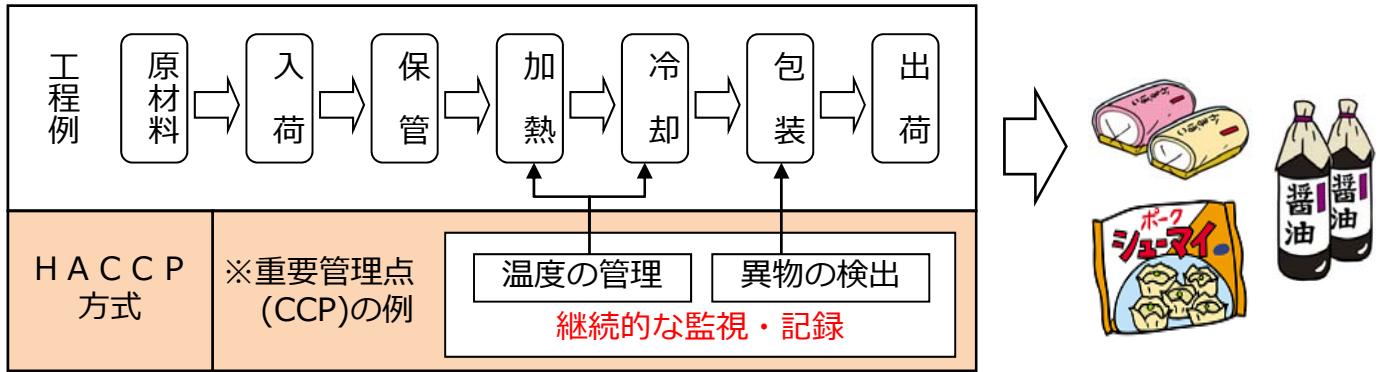 工程例
原材料
入荷
保管
加熱
冷却
包装
出荷
HACCP
方式
※重要管理点
(CCP)の例
温度の管理
異物の検出
継続的な監視・記録
ポーク
シューマイ
醤油
醤油